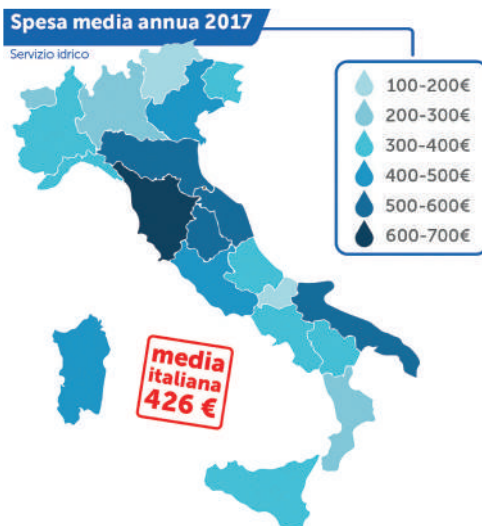 Spesa media annua 2017
Servizio idrico
100-200€
200-300€
300-400€
400-500€
500-600€
600-700€
media
italiana
426 €